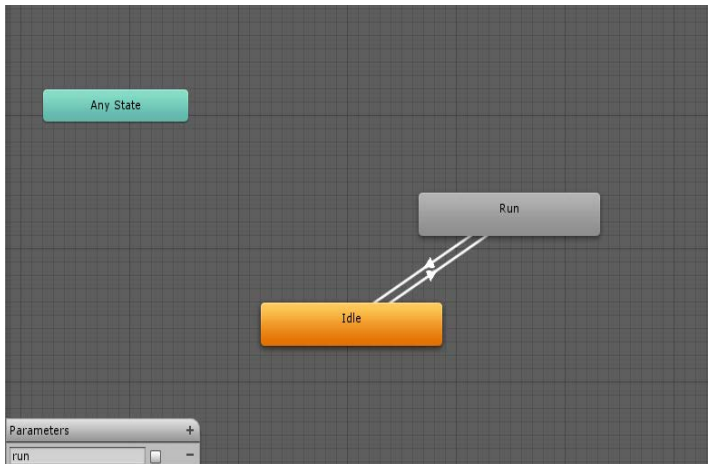 Any State
Run
Idle
Parameters +
run -